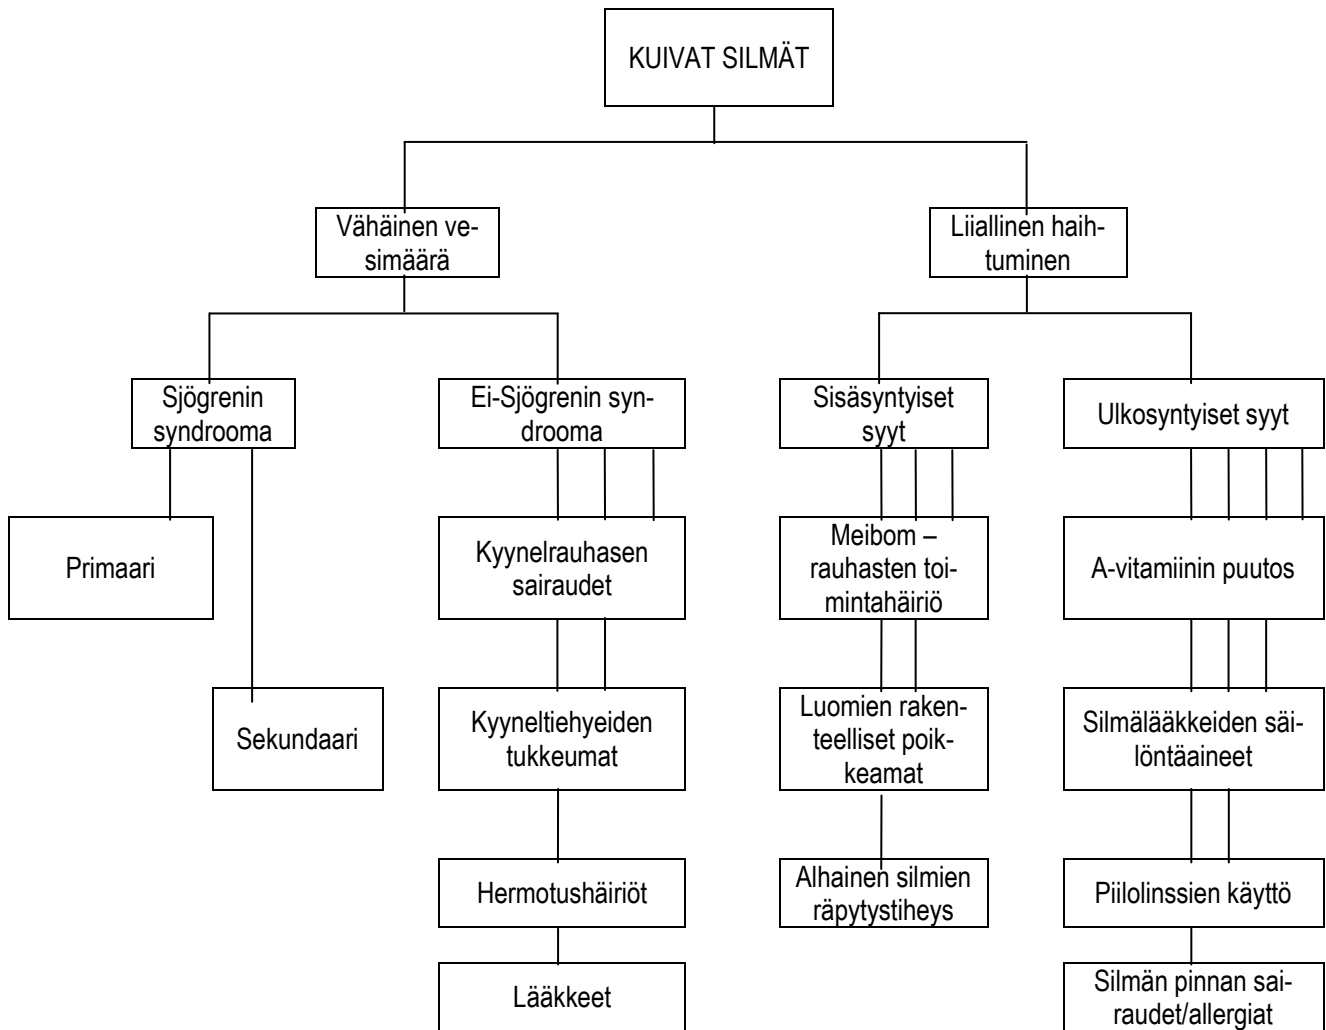 KUIVAT SILMÄT
Vähäinen ve-
simäärä
Liiallinen haih-
tuminen
Sjögrenin
syndrooma
Ei-Sjögrenin syn-
drooma
Sisäsyntyiset
syyt
Ulkosyntyiset syyt
Primaari
Kyynelrauhasen
sairaudet
Meibom –
rauhasten toi-
mintahäiriö
A-vitamiinin puutos
Sekundaari
Kyyneltiehyeiden
tukkeumat
Luomien raken-
teelliset poik-
keamat
Silmälääkkeiden säi-
löntäaineet
Hermotushäiriöt
Alhainen silmien
räpytystiheys
Piilolinssien käyttö
Lääkkeet
Silmän pinnan sai-
raudet/allergiat